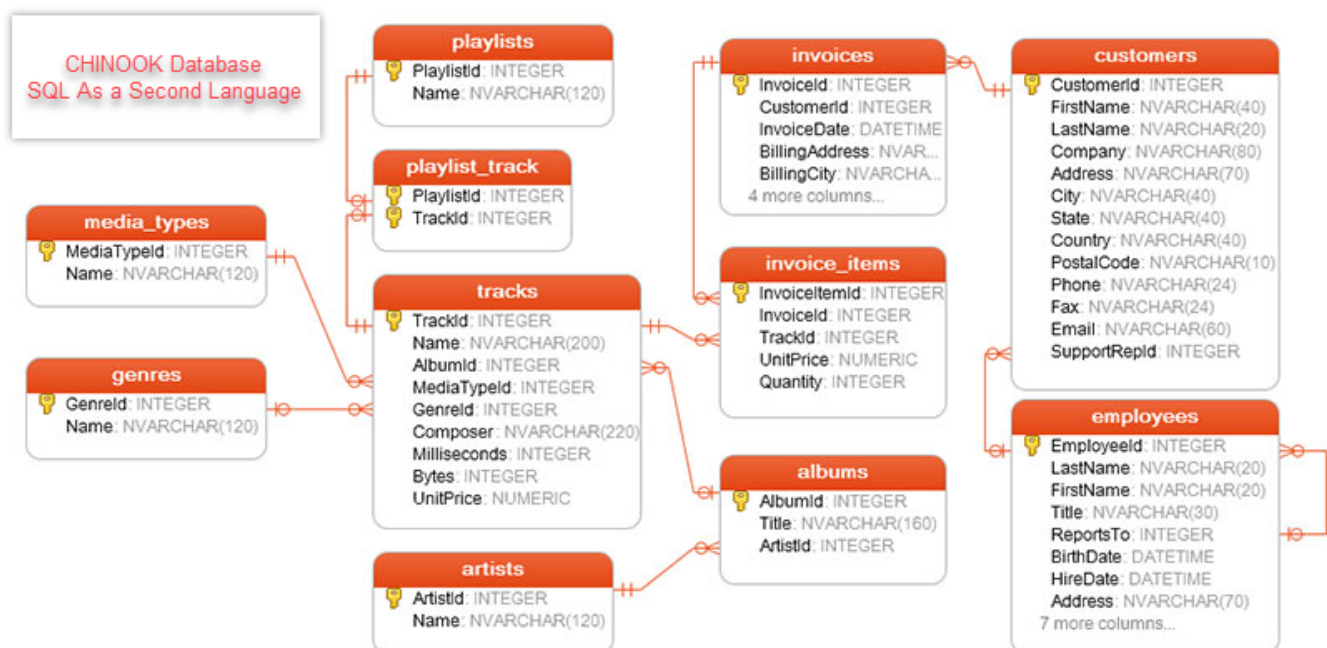 CHINOOK Database
SQL As a Second Language
playlists
PlaylistId: INTEGER
Name: NVARCHAR(120)
playlist_track
PlaylistId: INTEGER
TrackId: INTEGER
media_types
MediaTypeId: INTEGER
Name: NVARCHAR(120)
genres
GenreId: INTEGER
Name: NVARCHAR(120)
tracks
TrackId: INTEGER
Name: NVARCHAR(200)
AlbumId: INTEGER
MediaTypeId: INTEGER
GenreId: INTEGER
Composer: NVARCHAR(220)
Milliseconds: INTEGER
Bytes: INTEGER
UnitPrice: NUMERIC
artists
ArtistId: INTEGER
Name: NVARCHAR(120)
invoices
InvoiceId: INTEGER
CustomerId: INTEGER
InvoiceDate: DATETIME
BillingAddress: NVAR...
BillingCity: NVARCHA...
4 more columns...
invoice_items
InvoiceItemId: INTEGER
InvoiceId: INTEGER
TrackId: INTEGER
UnitPrice: NUMERIC
Quantity: INTEGER
albums
AlbumId: INTEGER
Title: NVARCHAR(160)
ArtistId: INTEGER
customers
CustomerId: INTEGER
FirstName: NVARCHAR(40)
LastName: NVARCHAR(20)
Company: NVARCHAR(80)
Address: NVARCHAR(70)
City: NVARCHAR(40)
State: NVARCHAR(40)
Country: NVARCHAR(40)
PostalCode: NVARCHAR(10)
Phone: NVARCHAR(24)
Fax: NVARCHAR(24)
Email: NVARCHAR(60)
SupportRepId: INTEGER
employees
EmployeeId: INTEGER
LastName: NVARCHAR(20)
FirstName: NVARCHAR(20)
Title: NVARCHAR(30)
ReportsTo: INTEGER
BirthDate: DATETIME
HireDate: DATETIME
Address: NVARCHAR(70)
7 more columns...